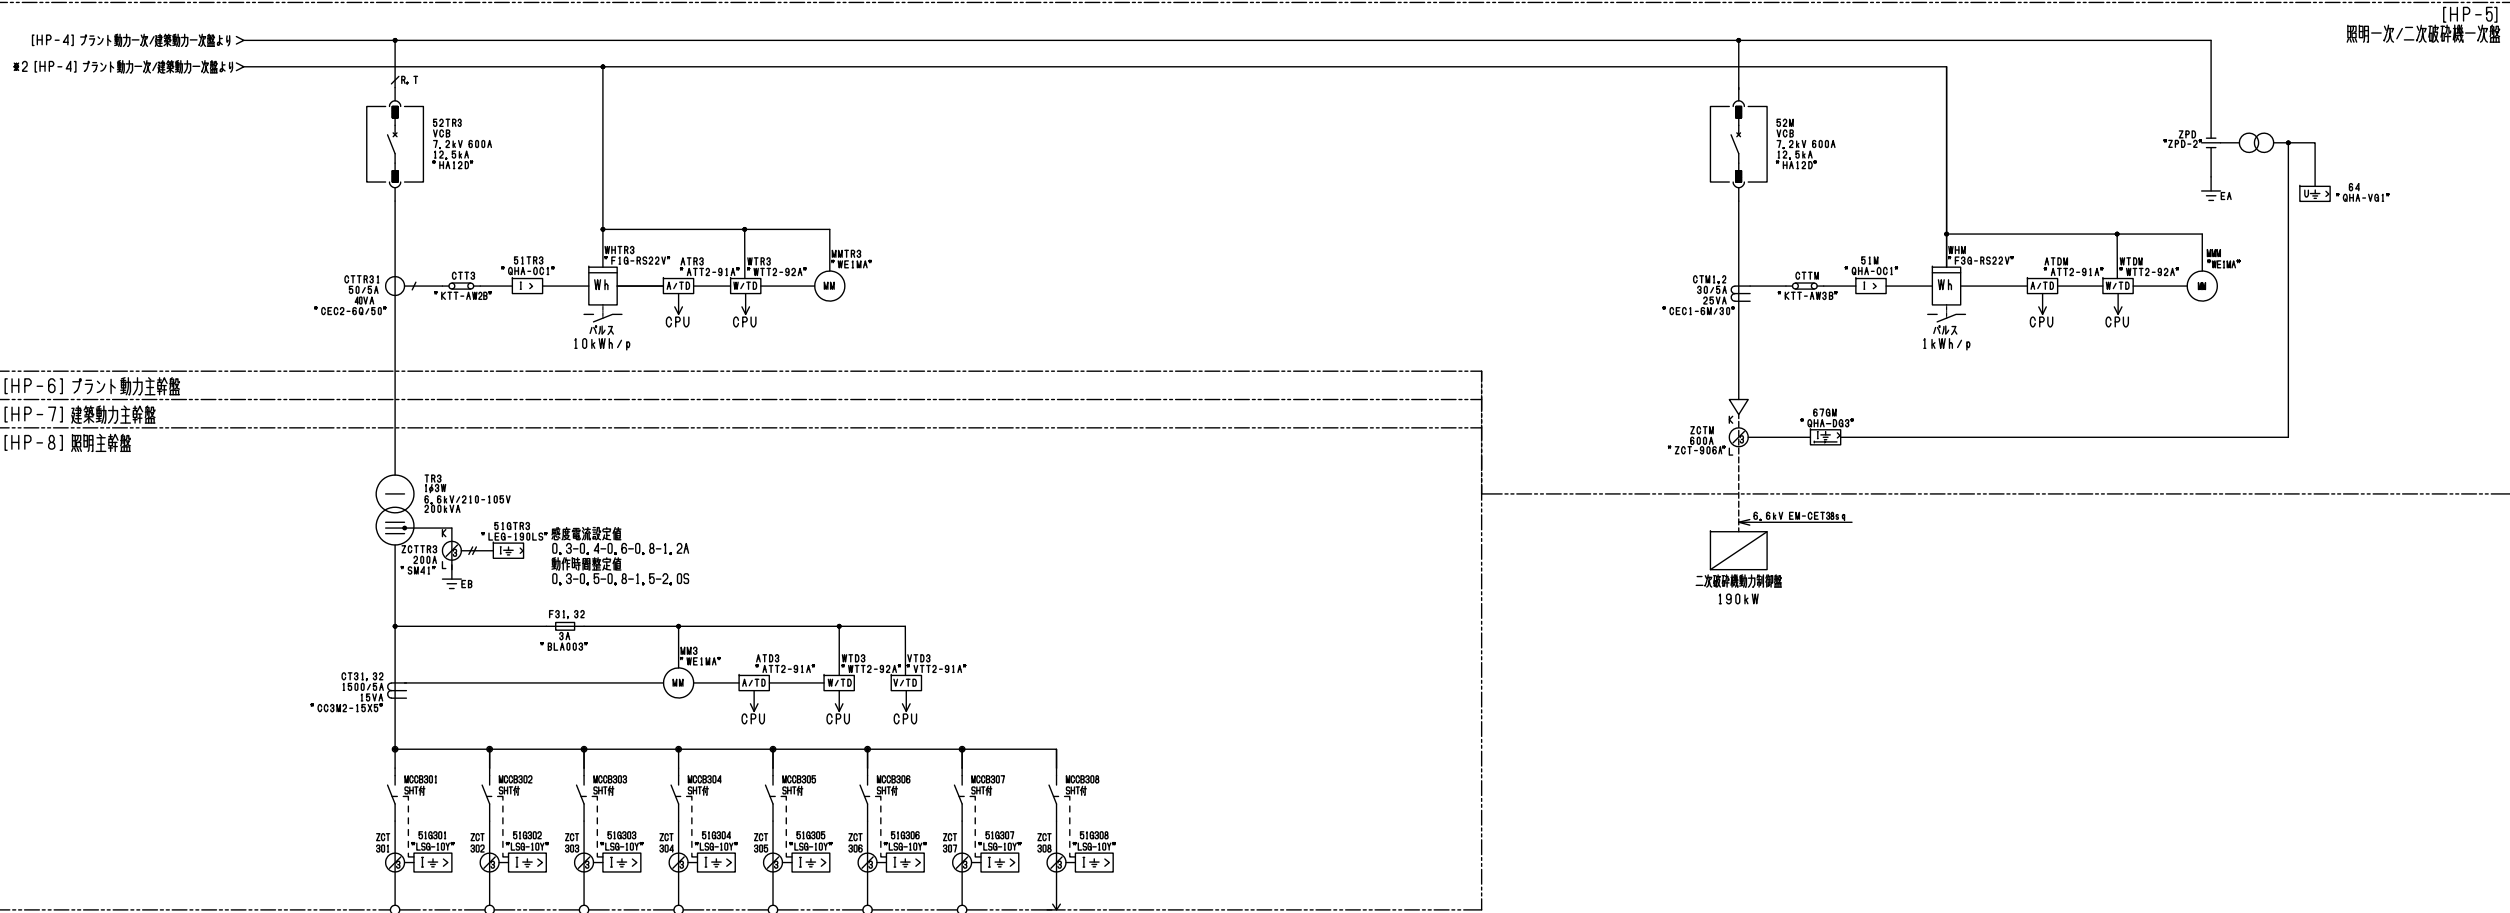 [HP-5]
照明一次/二次破砕機一次盤
[HP-4] プラント動力一次/建築動力一次盤より
※2 [HP-4] プラント動力一次/建築動力一次盤より
R,T
52TR3
VCB
7.2kV 600A
12.5kA
"HA12D"
CTTR31
50/5A
40VA
"CEC2-6Q/50"
CTT3
"KTT-AW2B"
51TR3
"QHA-OC1"
I >
WHTR3
"F1G-RS22V"
Wh
パルス
10kWh/p
ATR3
"ATT2-91A"
A/TD
CPU
WTR3
"WTT2-92A"
W/TD
CPU
MMTR3
"WE1MA"
MM
52M
VCB
7.2kV 600A
12.5kA
"HA12D"
CTM1,2
30/5A
25VA
"CEC1-6M/30"
CTTM
"KTT-AW3B"
51M
"QHA-OC1"
I >
WHM
"F3G-RS22V"
Wh
パルス
1kWh/p
ATDM
"ATT2-91A"
A/TD
CPU
WTDM
"WTT2-92A"
W/TD
CPU
MMM
"WE1MA"
MM
ZPD
"ZPD-2"
EA
64
"QHA-VG1"
U >
[HP-6] プラント動力主幹盤
[HP-7] 建築動力主幹盤
[HP-8] 照明主幹盤
K
ZCTM
600A
"ZCT-906A"
L
3
67GM
"QHA-DG3"
I >
6.6kV EM-CET38sq
二次破砕機動力制御盤
190kW
TR3
1φ3W
6.6kV/210-105V
200kVA
K
ZCTTR3
200A
"SM41"
L
3
EB
51GTR3
"LEG-190LS"
I >
感度電流設定値
0.3-0.4-0.6-0.8-1.2A
動作時間整定値
0.3-0.5-0.8-1.5-2.0S
F31,32
3A
"BLA003"
CT31,32
1500/5A
15VA
"CC3M2-15X5"
MM3
"WE1MA"
MM
ATD3
"ATT2-91A"
A/TD
CPU
WTD3
"WTT2-92A"
W/TD
CPU
VTD3
"VTT2-91A"
V/TD
CPU
MCCB301
SHT付
ZCT
301
3
51G301
"LSG-10Y"
I >
MCCB302
SHT付
ZCT
302
3
51G302
"LSG-10Y"
I >
MCCB303
SHT付
ZCT
303
3
51G303
"LSG-10Y"
I >
MCCB304
SHT付
ZCT
304
3
51G304
"LSG-10Y"
I >
MCCB305
SHT付
ZCT
305
3
51G305
"LSG-10Y"
I >
MCCB306
SHT付
ZCT
306
3
51G306
"LSG-10Y"
I >
MCCB307
SHT付
ZCT
307
3
51G307
"LSG-10Y"
I >
MCCB308
SHT付
ZCT
308
3
51G308
"LSG-10Y"
I >